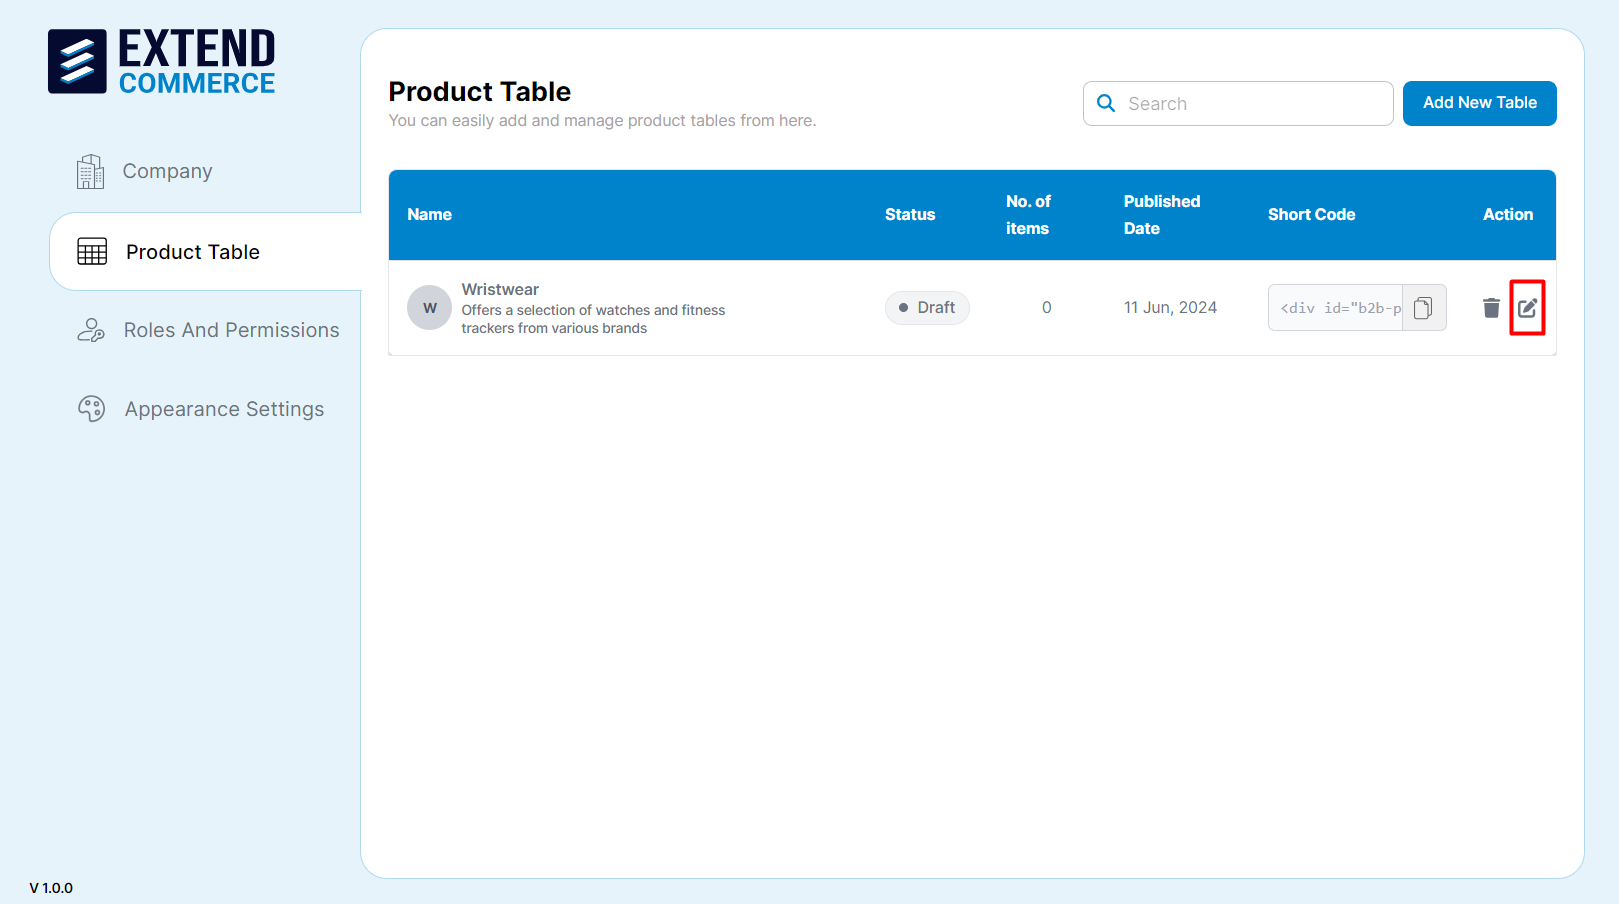 EXTEND
COMMERCE
Company
Product Table
Roles And Permissions
Appearance Settings
V 1.0.0
Product Table
You can easily add and manage product tables from here.
Search
Add New Table
Name
Status
No. of
items
Published
Date
Short Code
Action
W
Wristwear
Offers a selection of watches and fitness
trackers from various brands
Draft
0
11 Jun, 2024
<div id="b2b-p